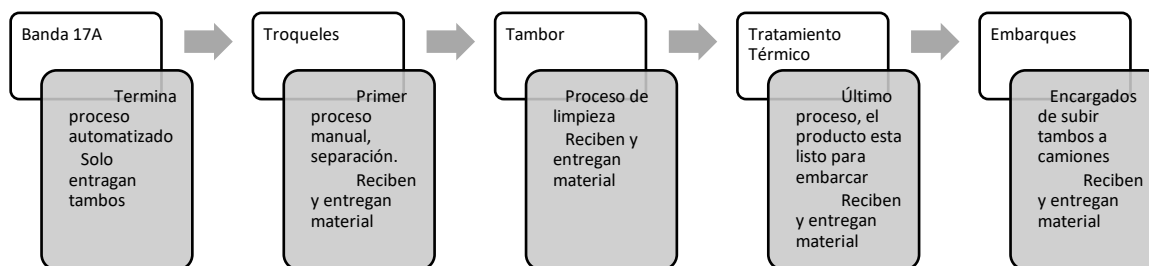 Banda 17A
Termina
proceso
automatizado
Solo
entragan
tambos
Troqueles
Primer
proceso
manual,
separación.
Reciben
y entregan
material
Tambor
Proceso de
limpieza
Reciben y
entregan
material
Tratamiento
Térmico
Último
proceso, el
producto esta
listo para
embarcar
Reciben
y entregan
material
Embarques
Encargados
de subir
tambos a
camiones
Reciben
y entregan
material